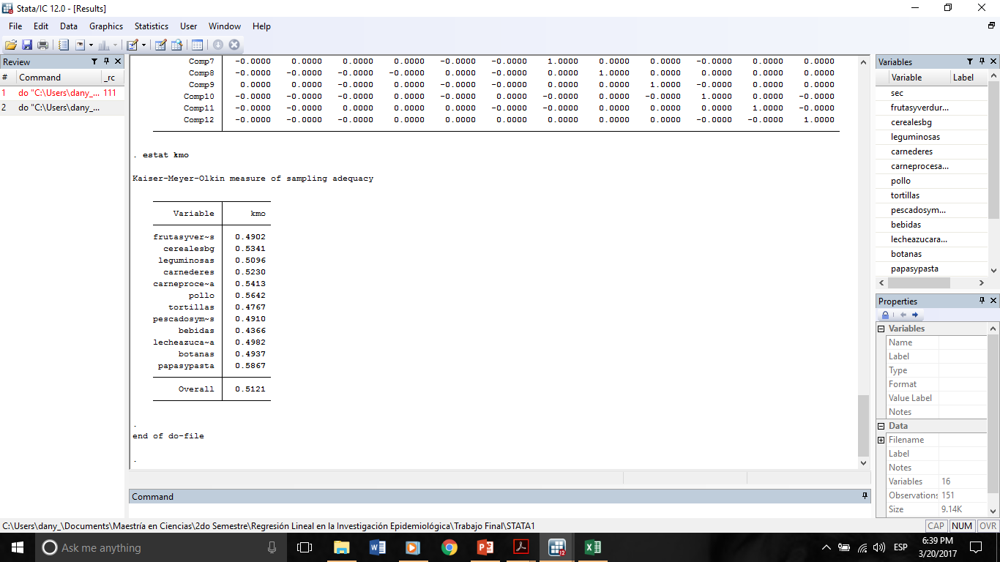 Stata/IC 12.0 - [Results]
File Edit Data Graphics Statistics User Window Help
Review
# Command _rc
1 do "C:\Users\dany_... 111
2 do "C:\Users\dany_...
Comp7 -0.0000 0.0000 0.0000 0.0000 -0.0000 -0.0000 1.0000 0.0000 0.0000 -0.0000 0.0000 0.0000
Comp8 -0.0000 -0.0000 -0.0000 -0.0000 0.0000 -0.0000 0.0000 1.0000 0.0000 0.0000 0.0000 0.0000
Comp9 0.0000 0.0000 -0.0000 0.0000 0.0000 0.0000 0.0000 0.0000 1.0000 -0.0000 0.0000 0.0000
Comp10 -0.0000 -0.0000 -0.0000 0.0000 -0.0000 0.0000 -0.0000 0.0000 -0.0000 1.0000 0.0000 -0.0000
Comp11 -0.0000 0.0000 0.0000 0.0000 -0.0000 0.0000 -0.0000 0.0000 0.0000 0.0000 1.0000 -0.0000
Comp12 -0.0000 -0.0000 -0.0000 0.0000 0.0000 0.0000 0.0000 0.0000 0.0000 -0.0000 -0.0000 1.0000
. estat kmo
Kaiser-Meyer-Olkin measure of sampling adequacy
Variable kmo
frutasyver~s 0.4902
cerealesbg 0.5341
leguminosas 0.5096
carnederes 0.5230
carneproce~a 0.5413
pollo 0.5642
tortillas 0.4767
pescadosym~s 0.4910
bebidas 0.4366
lecheazuca~a 0.4982
botanas 0.4937
papasypasta 0.5867
Overall 0.5121
.
end of do-file
.
Command
Variables
Variable Label
sec
frutasyverdur...
cerealesbg
leguminosas
carnederes
carneprocesa...
pollo
tortillas
pescadosym...
bebidas
lecheazucara...
botanas
papasypasta
Properties
Variables
Name
Label
Type
Format
Value Label
Notes
Data
Filename
Label
Notes
Variables 16
Observations 151
Size 9.14K
C:\Users\dany_\Documents\Maestría en Ciencias\2do Semestre\Regresión Lineal en la Investigación Epidemiológica\Trabajo Final\STATA1
CAP NUM OVR
Ask me anything
ESP
6:39 PM
3/20/2017